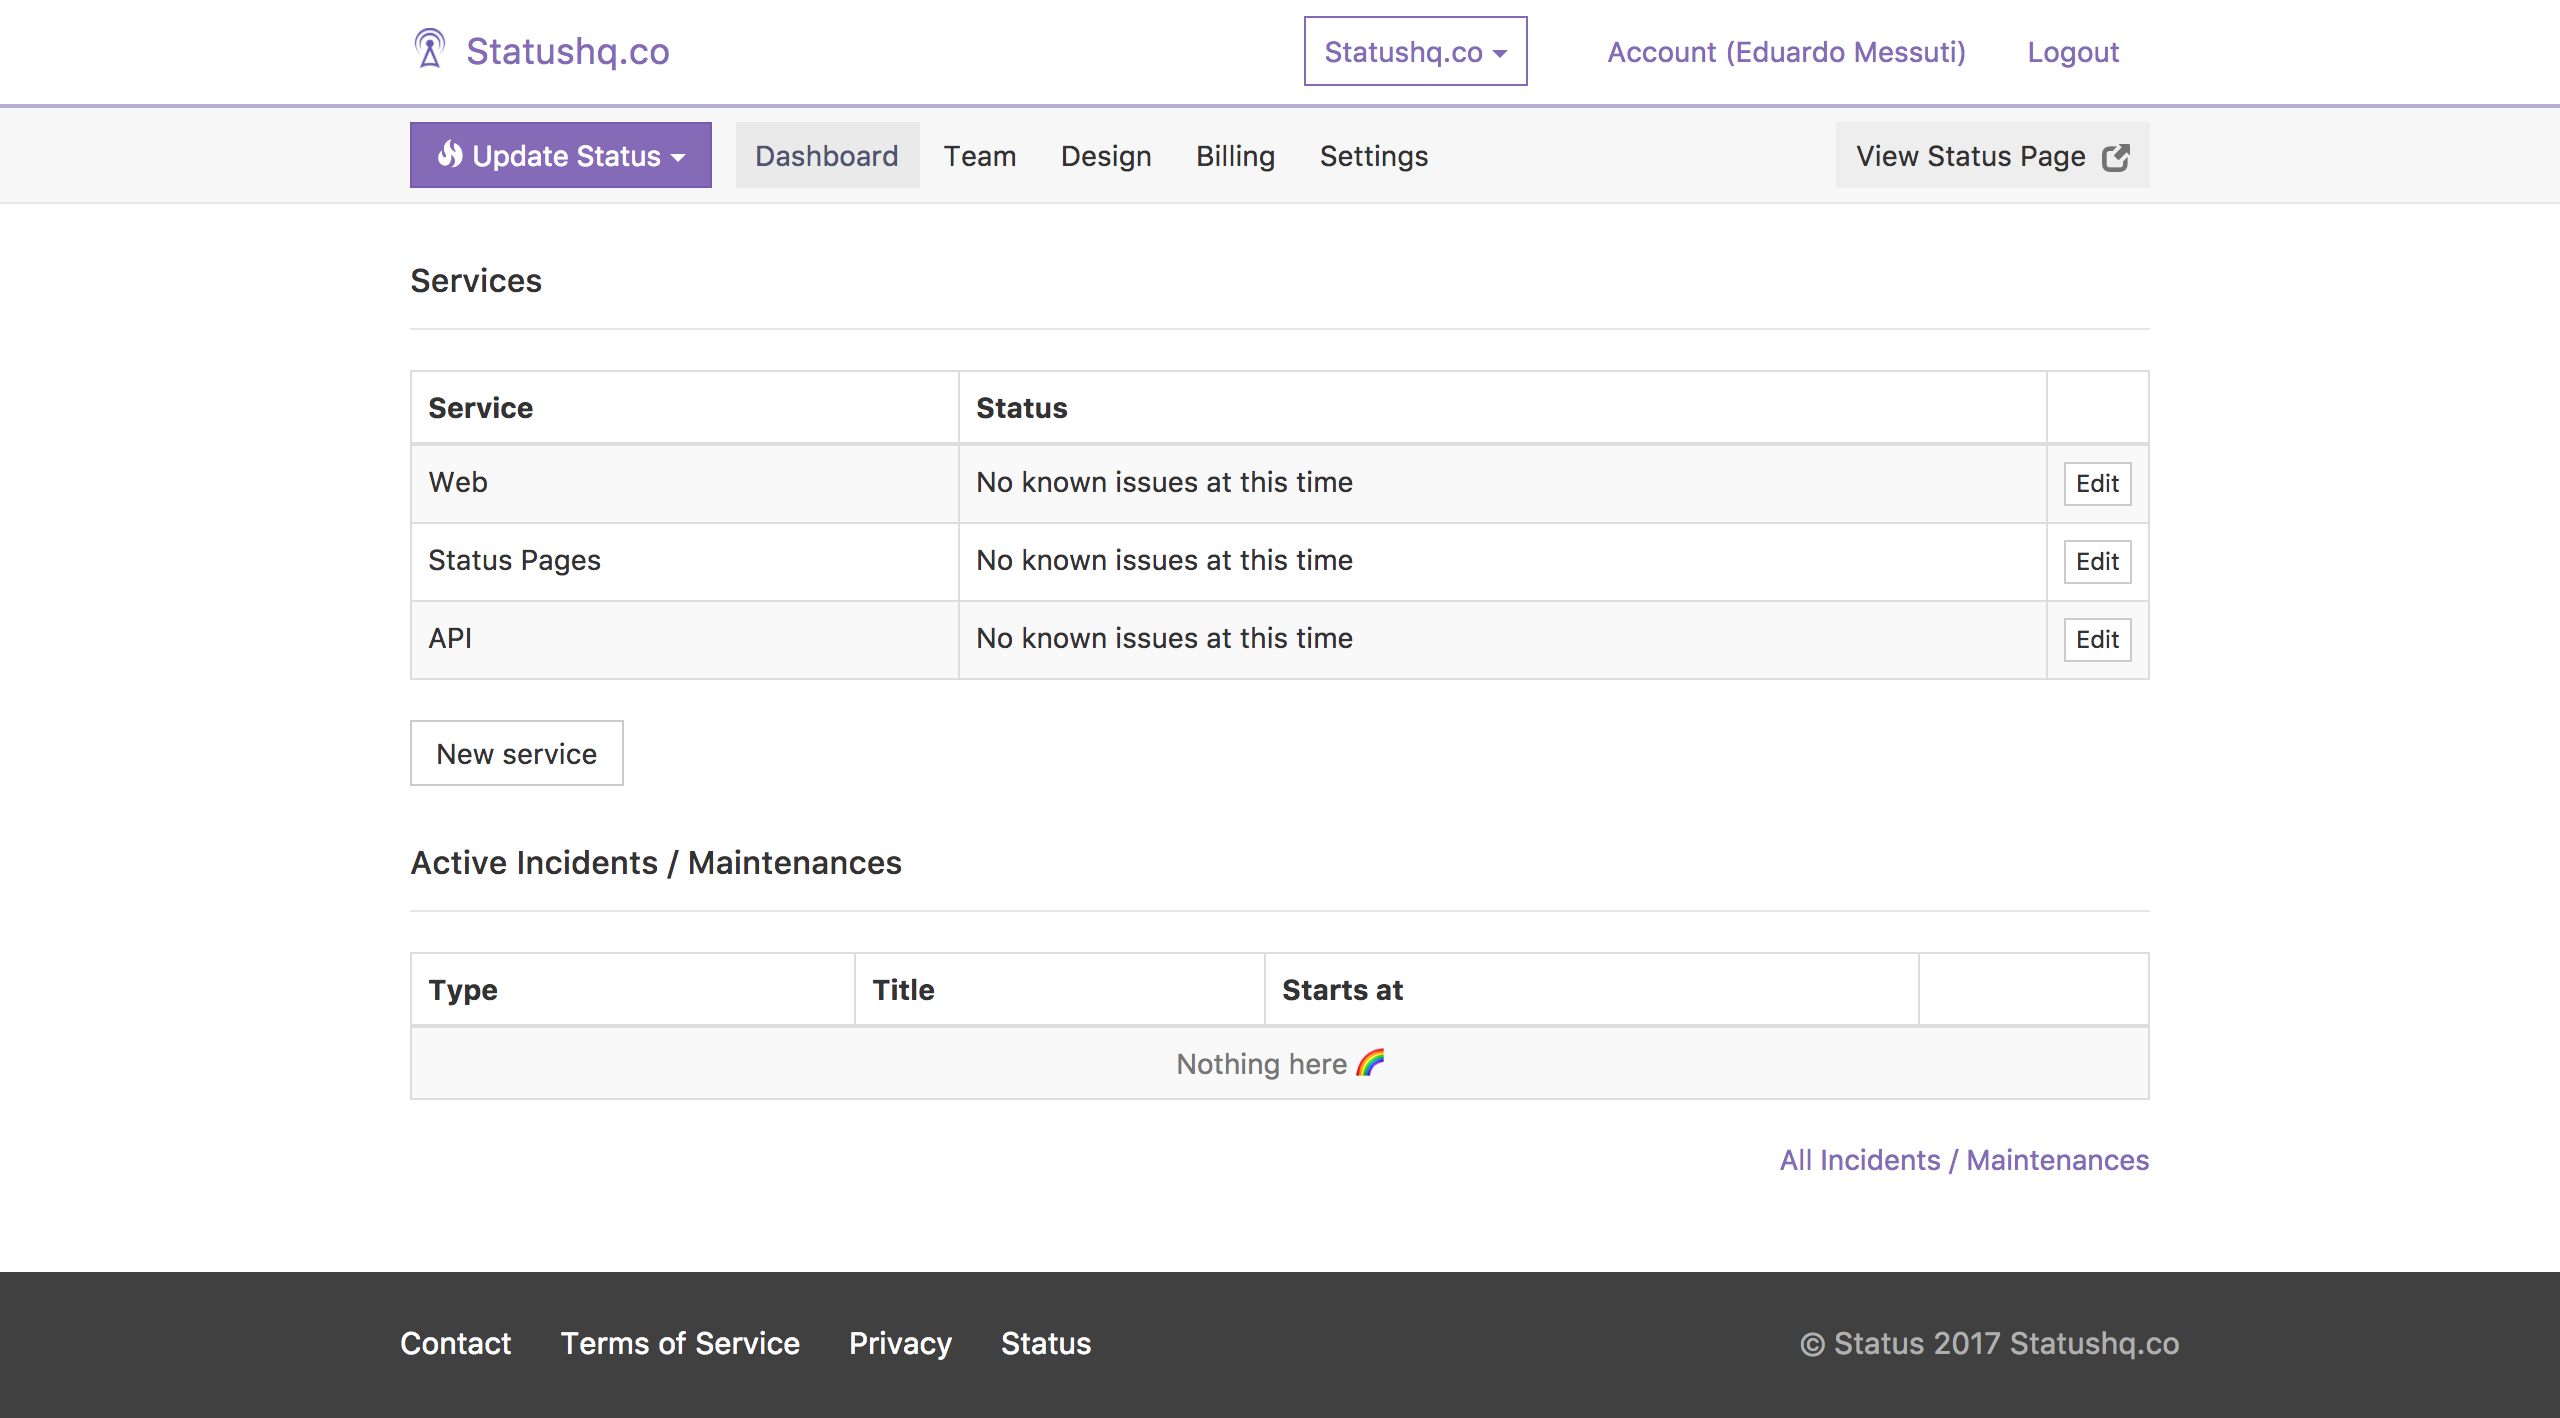 Statushq.co
Statushq.co
Account (Eduardo Messuti)
Logout
Update Status
Dashboard
Team
Design
Billing
Settings
View Status Page
Services
Service Status
Web No known issues at this time Edit
Status Pages No known issues at this time Edit
API No known issues at this time Edit
New service
Active Incidents / Maintenances
Type Title Starts at
Nothing here 🌈
All Incidents / Maintenances
Contact Terms of Service Privacy Status
© Status 2017 Statushq.co